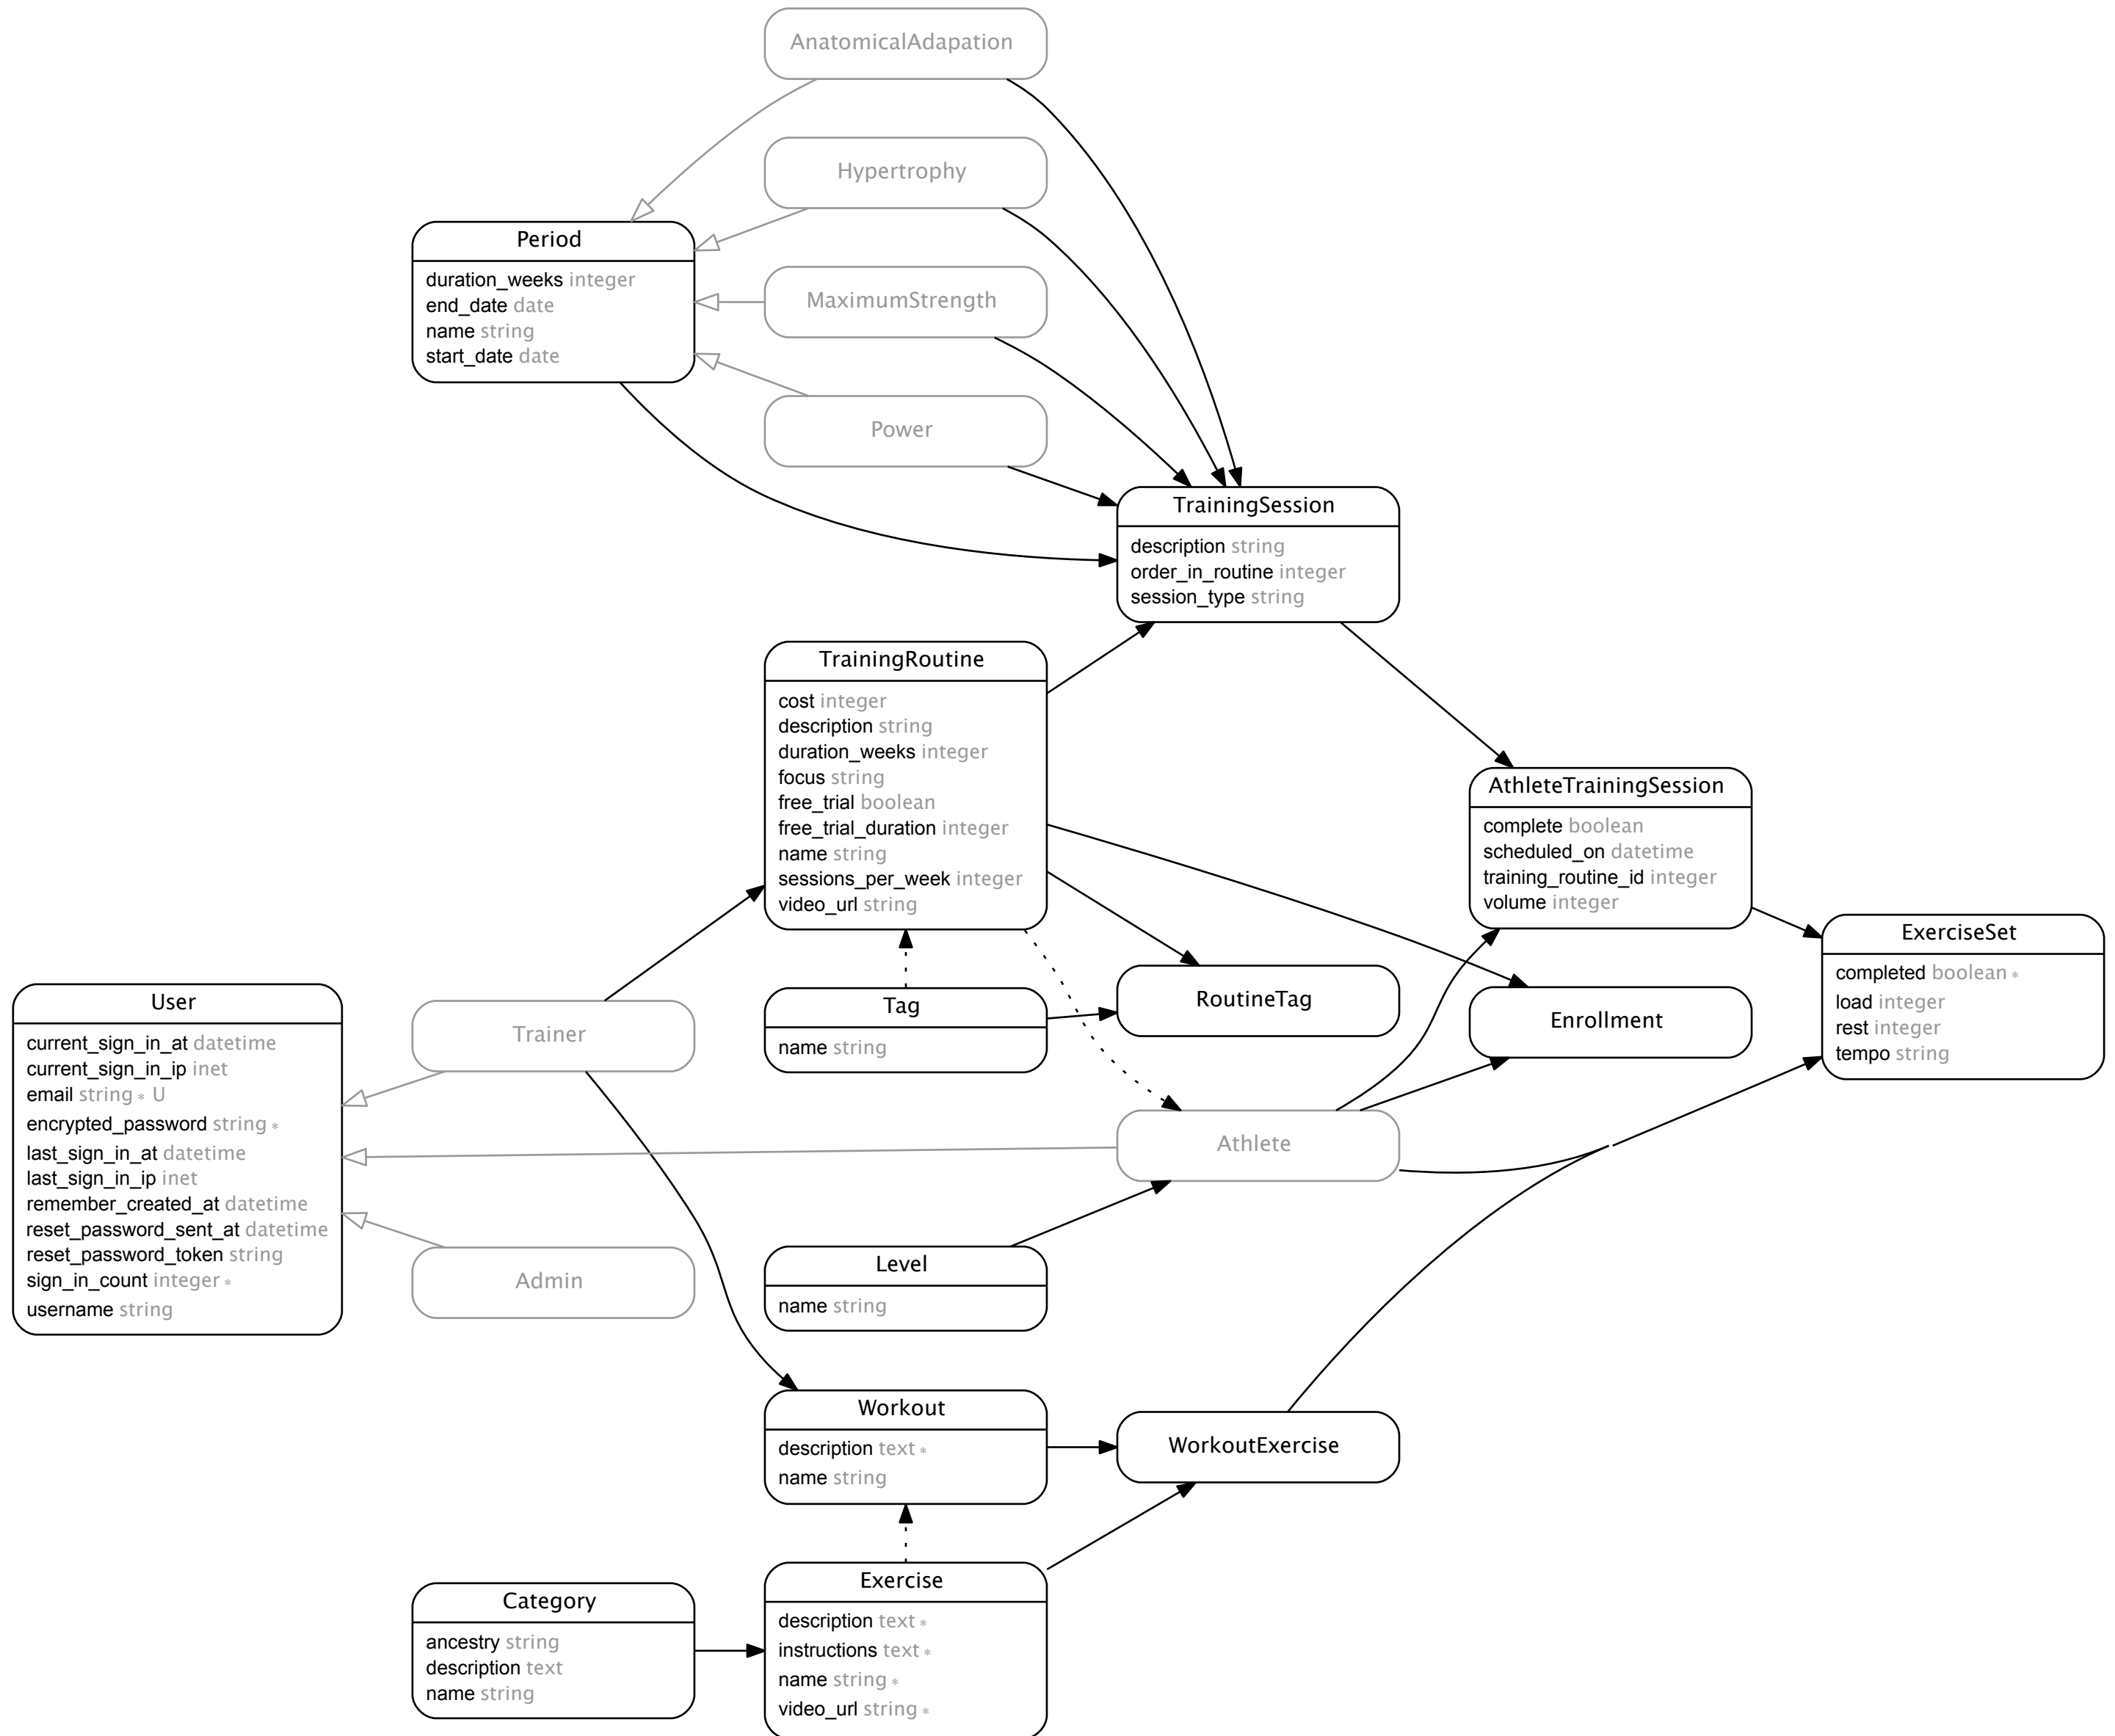 AnatomicalAdapation
Hypertrophy
Period
duration_weeks integer
end_date date
name string
start_date date
MaximumStrength
Power
TrainingSession
description string
order_in_routine integer
session_type string
TrainingRoutine
cost integer
description string
duration_weeks integer
focus string
free_trial boolean
free_trial_duration integer
name string
sessions_per_week integer
video_url string
AthleteTrainingSession
complete boolean
scheduled_on datetime
training_routine_id integer
volume integer
ExerciseSet
completed boolean *
load integer
rest integer
tempo string
User
current_sign_in_at datetime
current_sign_in_ip inet
email string * U
encrypted_password string *
last_sign_in_at datetime
last_sign_in_ip inet
remember_created_at datetime
reset_password_sent_at datetime
reset_password_token string
sign_in_count integer *
username string
Trainer
Tag
name string
RoutineTag
Enrollment
Athlete
Admin
Level
name string
Workout
description text *
name string
WorkoutExercise
Category
ancestry string
description text
name string
Exercise
description text *
instructions text *
name string *
video_url string *